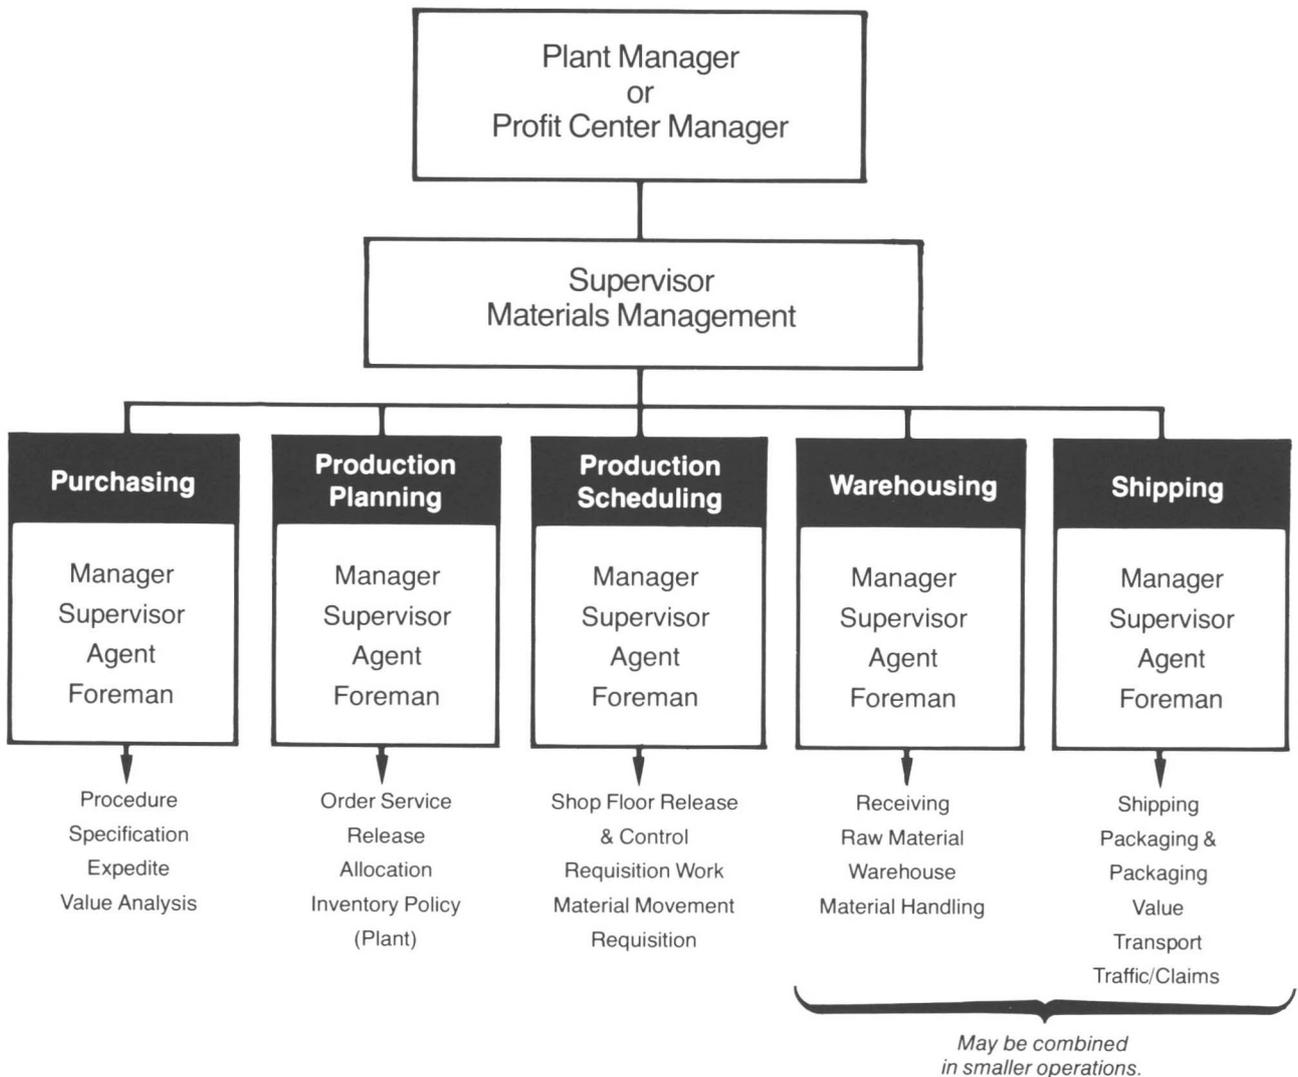 Plant Manager
or
Profit Center Manager
Supervisor
Materials Management
Purchasing
Manager
Supervisor
Agent
Foreman
Procedure
Specification
Expedite
Value Analysis
Production
Planning
Manager
Supervisor
Agent
Foreman
Order Service
Release
Allocation
Inventory Policy
(Plant)
Production
Scheduling
Manager
Supervisor
Agent
Foreman
Shop Floor Release
& Control
Requisition Work
Material Movement
Requisition
Warehousing
Manager
Supervisor
Agent
Foreman
Receiving
Raw Material
Warehouse
Material Handling
Shipping
Manager
Supervisor
Agent
Foreman
Shipping
Packaging &
Packaging
Value
Transport
Traffic/Claims
May be combined
in smaller operations.